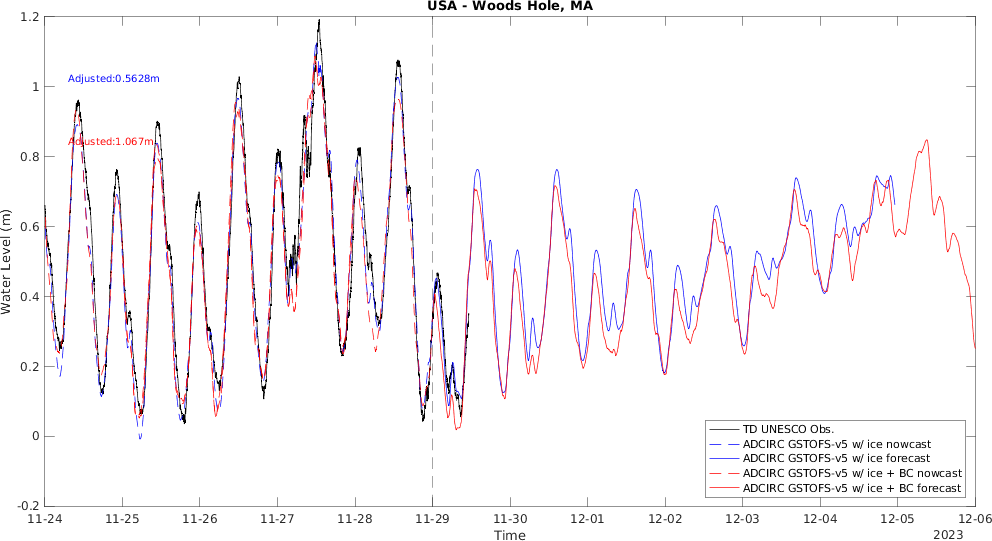 USA - Woods Hole, MA
1.2
1
0.8
0.6
0.4
0.2
0
-0.2
Water Level (m)
Adjusted:0.5628m
Adjusted:1.067m
TD UNESCO Obs.
ADCIRC GSTOFS-v5 w/ ice nowcast
ADCIRC GSTOFS-v5 w/ ice forecast
ADCIRC GSTOFS-v5 w/ ice + BC nowcast
ADCIRC GSTOFS-v5 w/ ice + BC forecast
11-24 11-25 11-26 11-27 11-28 11-29 11-30 12-01 12-02 12-03 12-04 12-05 12-06
Time
2023